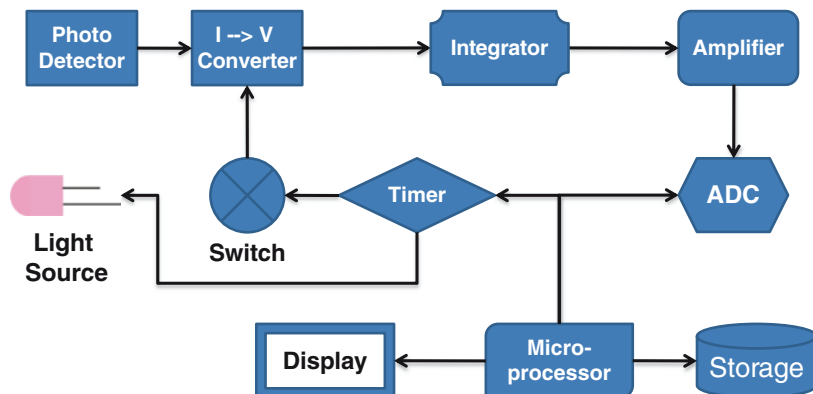 Photo
Detector
I --> V
Converter
Integrator
Amplifier
Light
Source
Switch
Timer
ADC
Display
Micro-
processor
Storage